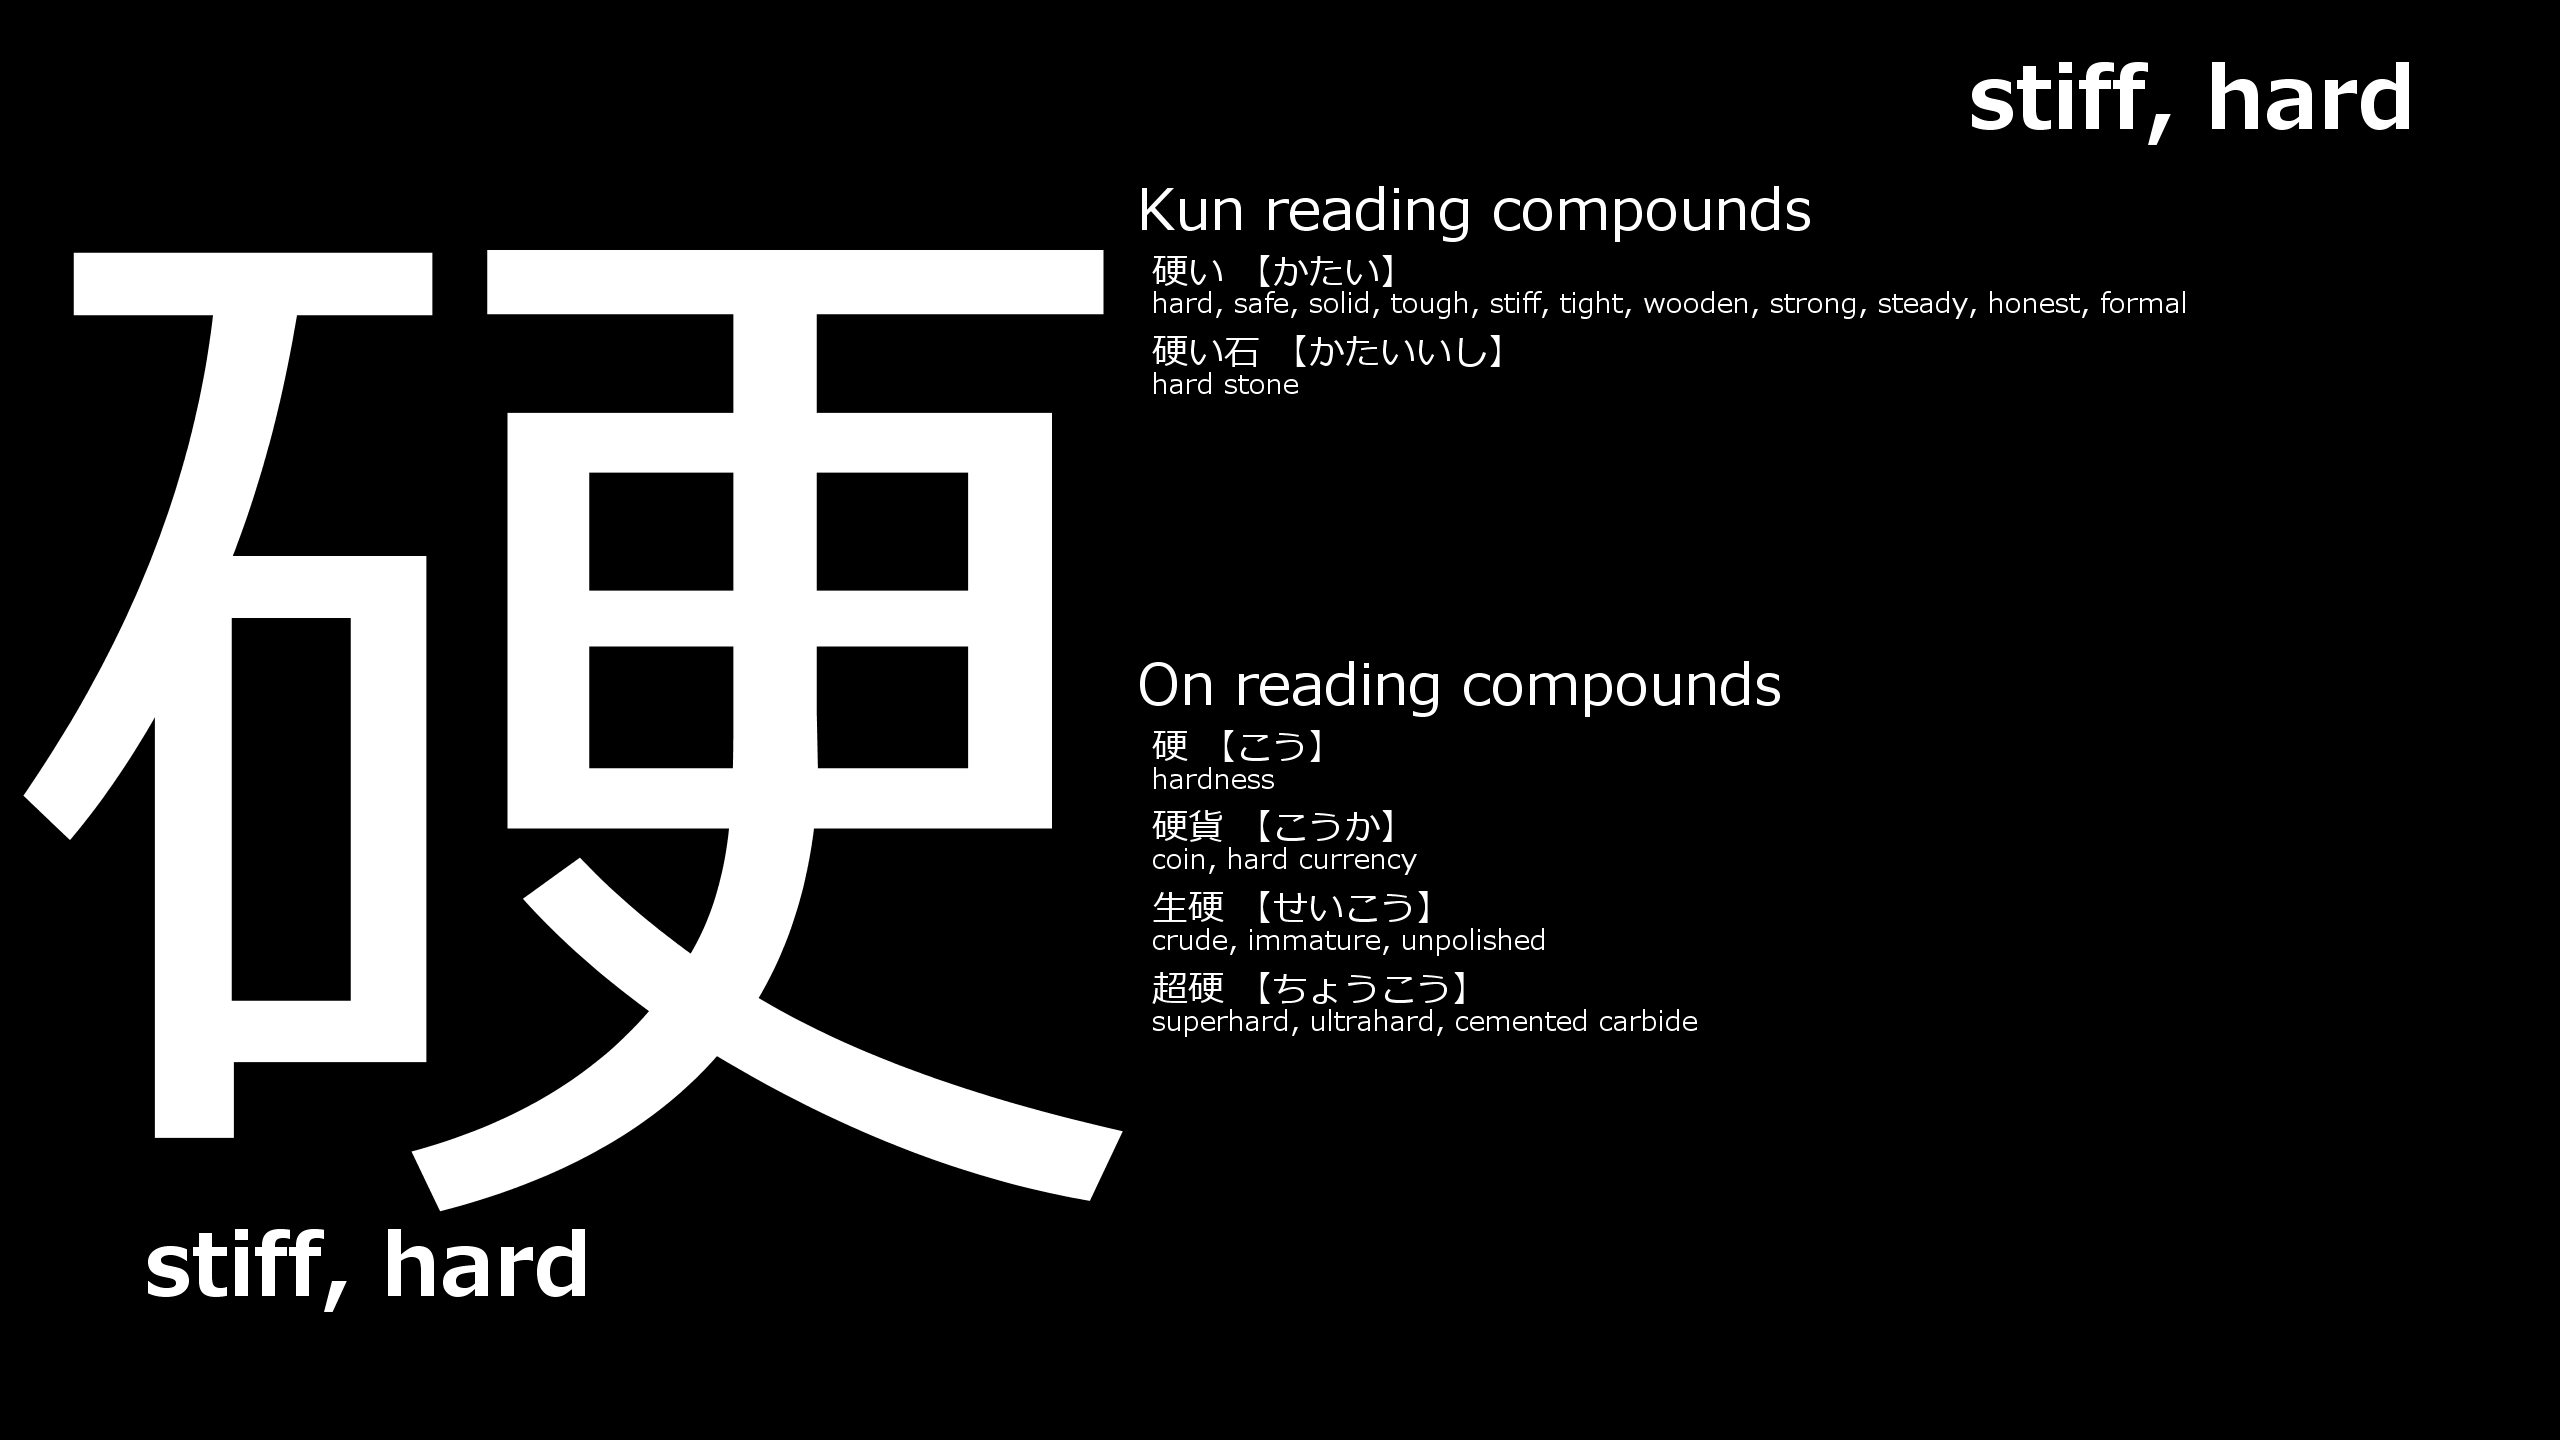 stiff, hard
硬
stiff, hard
Kun reading compounds
硬い 【かたい】
hard, safe, solid, tough, stiff, tight, wooden, strong, steady, honest, formal
硬い石 【かたいいし】
hard stone
On reading compounds
硬 【こう】
hardness
硬貨 【こうか】
coin, hard currency
生硬 【せいこう】
crude, immature, unpolished
超硬 【ちょうこう】
superhard, ultrahard, cemented carbide